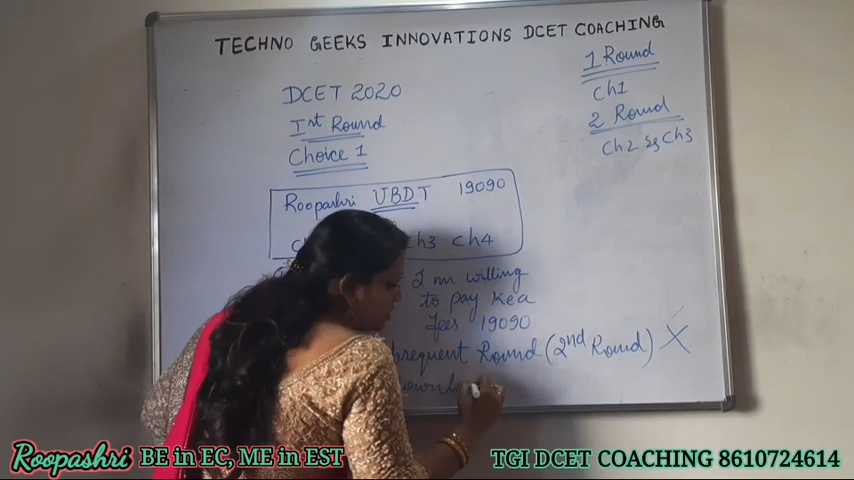 TECHNO GEEKS INNOVATIONS DCET COACHING
DCET 2020
Ist Round
Choice 1
Roopashri UBDT 19090
Ch3 Ch4
I m willing
to pay Kea
fees 19090
Round (2nd Round) X
1 Round
Ch1
2 Round
Ch2 & Ch3
Roopashri BE in EC, ME in EST
TGI DCET COACHING 8610724614